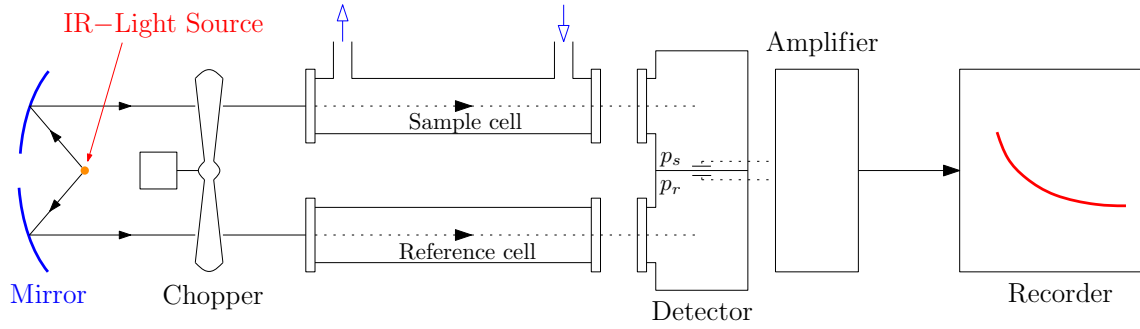 IR−Light Source
Amplifier
Sample cell
p_s
p_r
Reference cell
Mirror
Chopper
Detector
Recorder